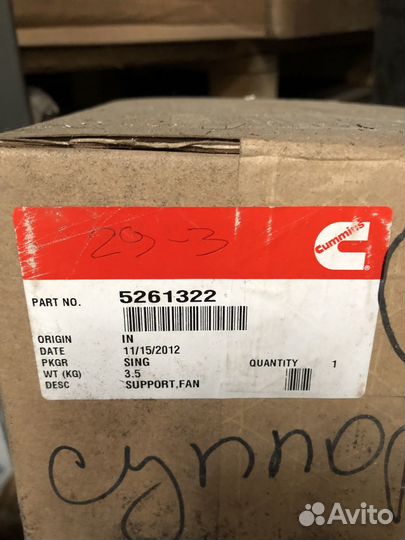 29-3
Cummins
PART NO. 5261322
ORIGIN IN
DATE 11/15/2012
PKGR SING QUANTITY 1
WT (KG) 3.5
DESC SUPPORT,FAN
Avito